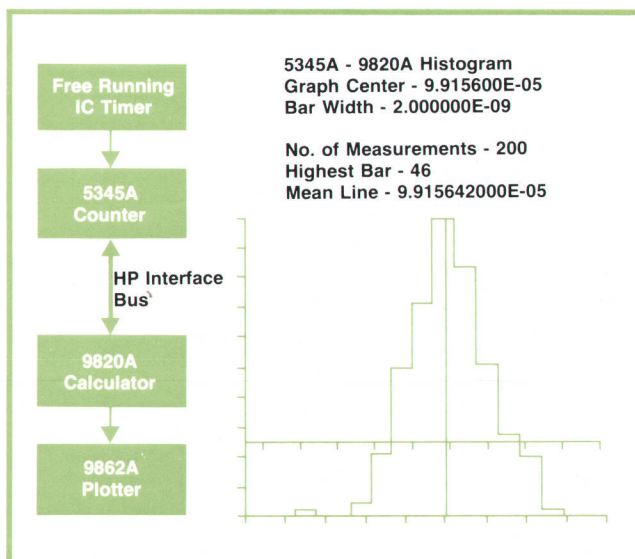 Free Running
IC Timer
5345A
Counter
HP Interface
Bus
9820A
Calculator
9862A
Plotter
5345A - 9820A Histogram
Graph Center - 9.915600E-05
Bar Width - 2.000000E-09
No. of Measurements - 200
Highest Bar - 46
Mean Line - 9.915642000E-05